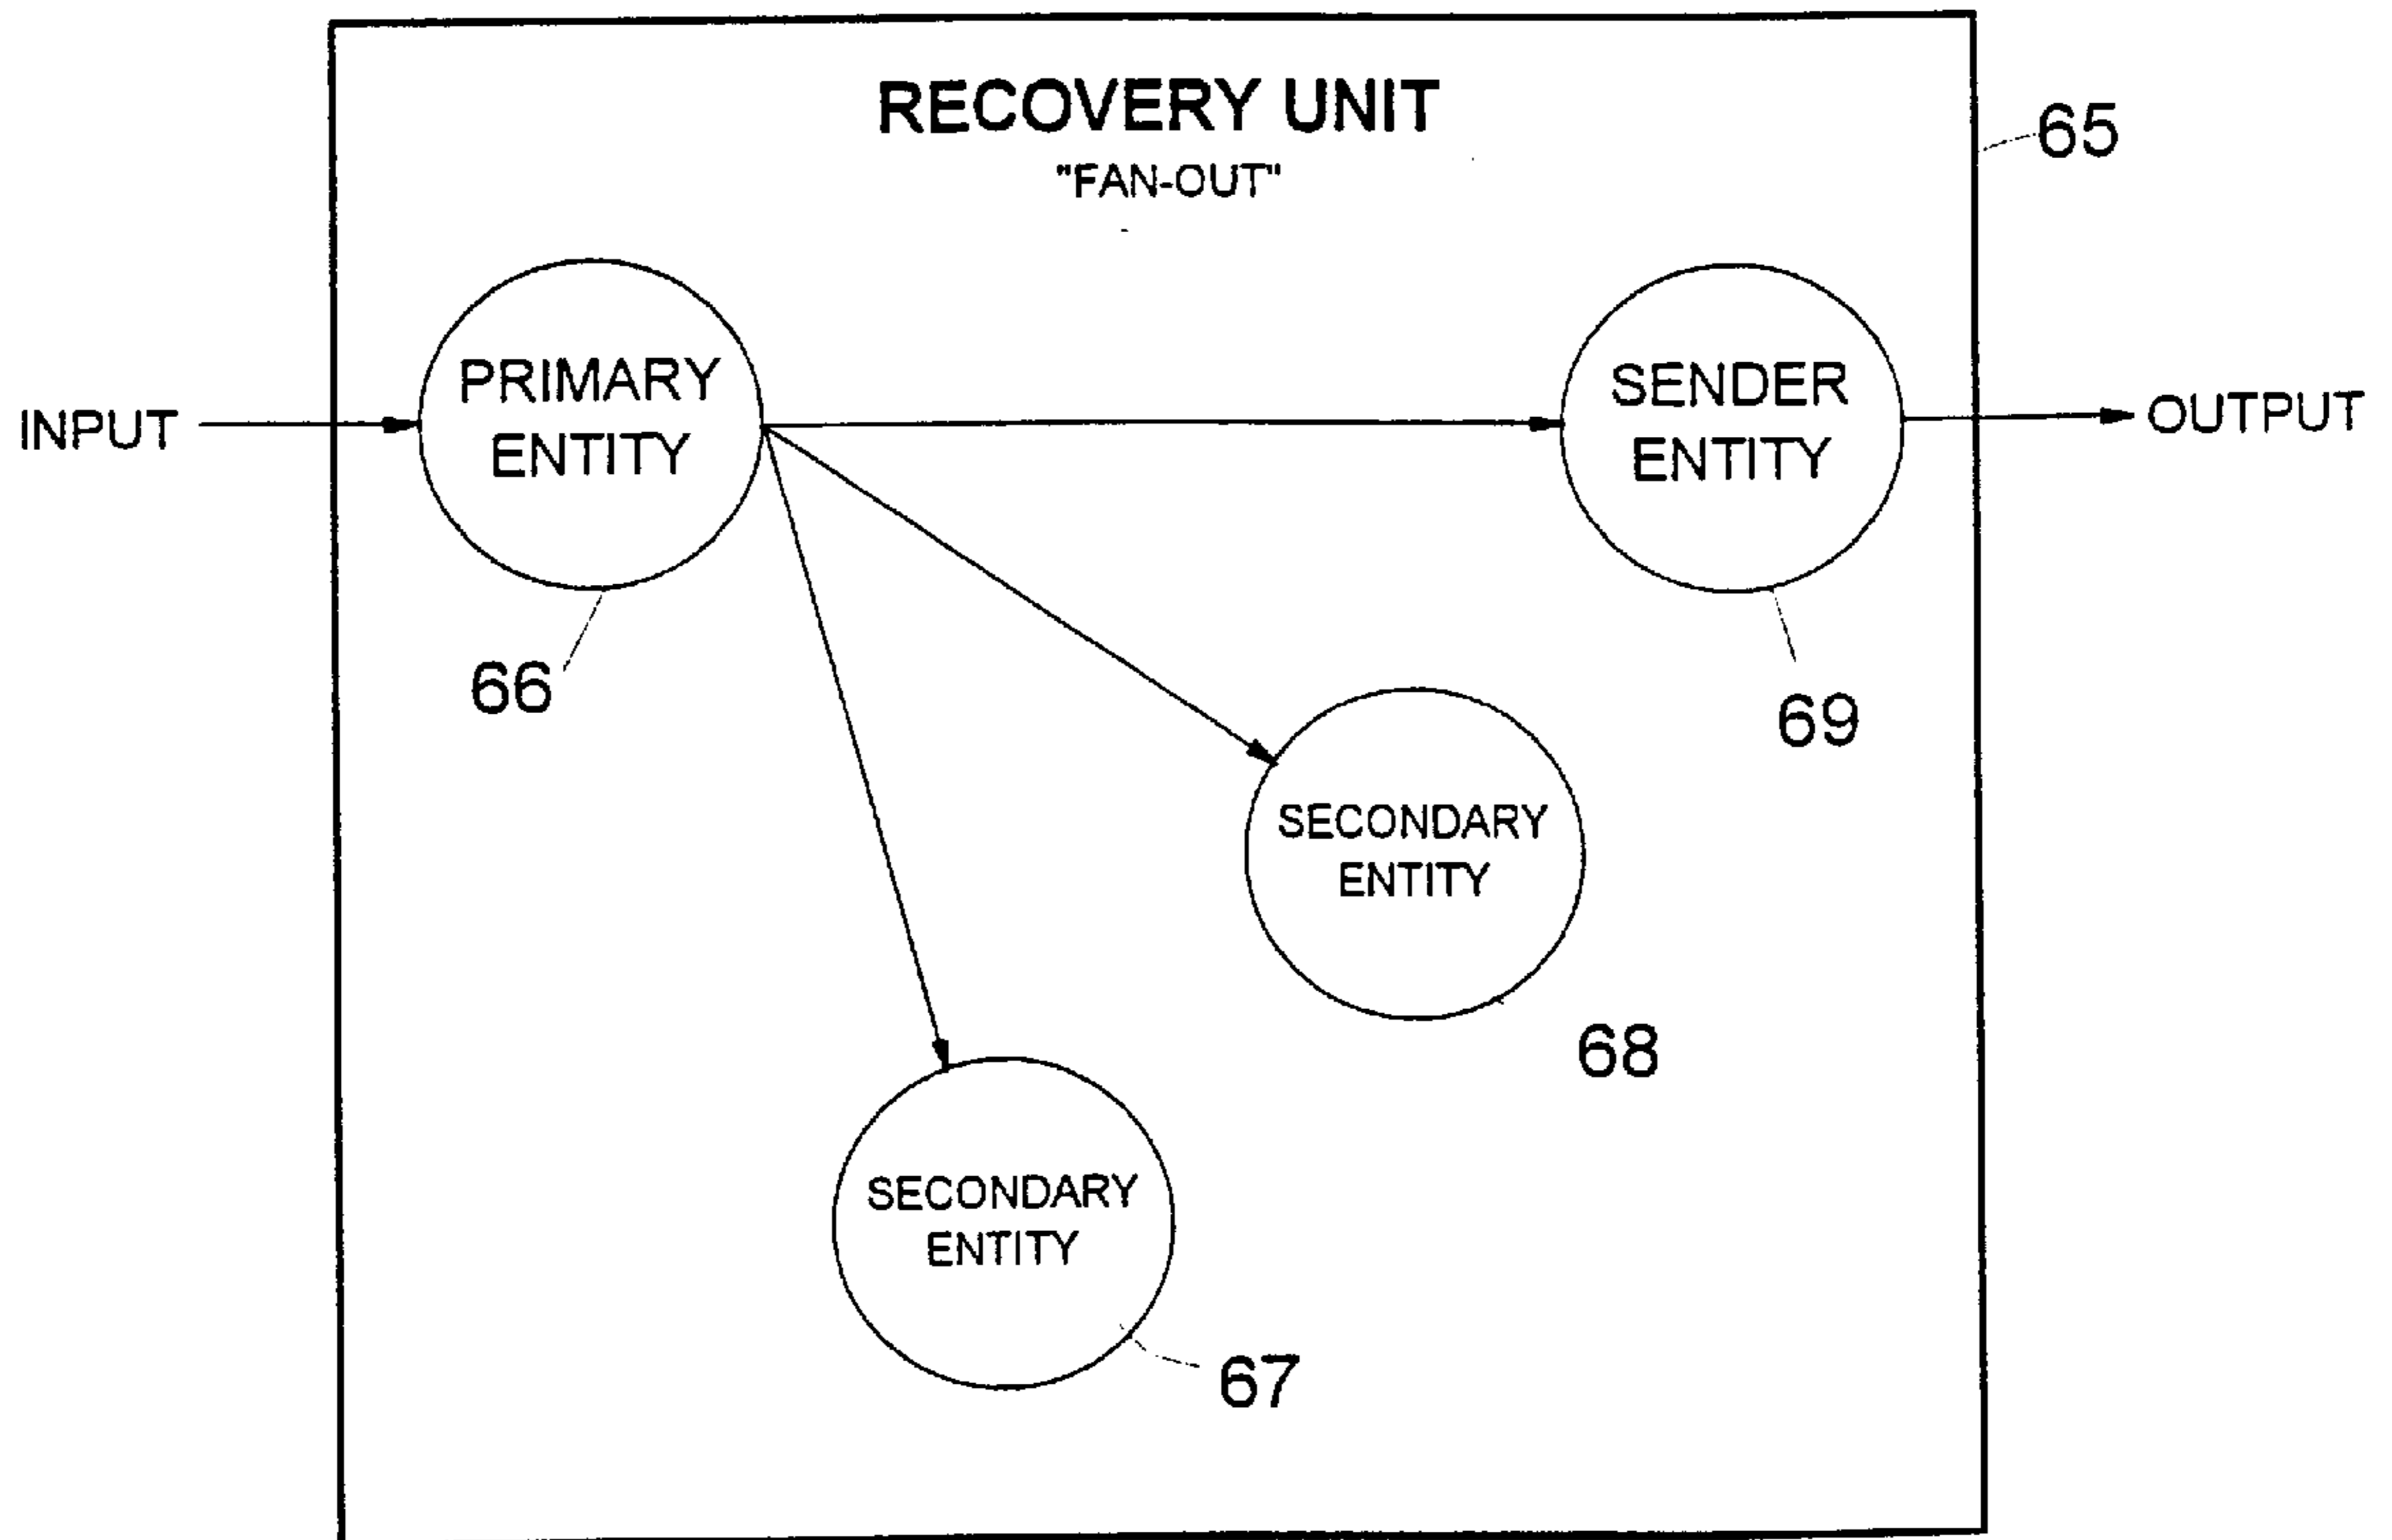 RECOVERY UNIT
"FAN-OUT"
65
INPUT
PRIMARY
ENTITY
SENDER
ENTITY
OUTPUT
66
69
SECONDARY
ENTITY
68
SECONDARY
ENTITY
67